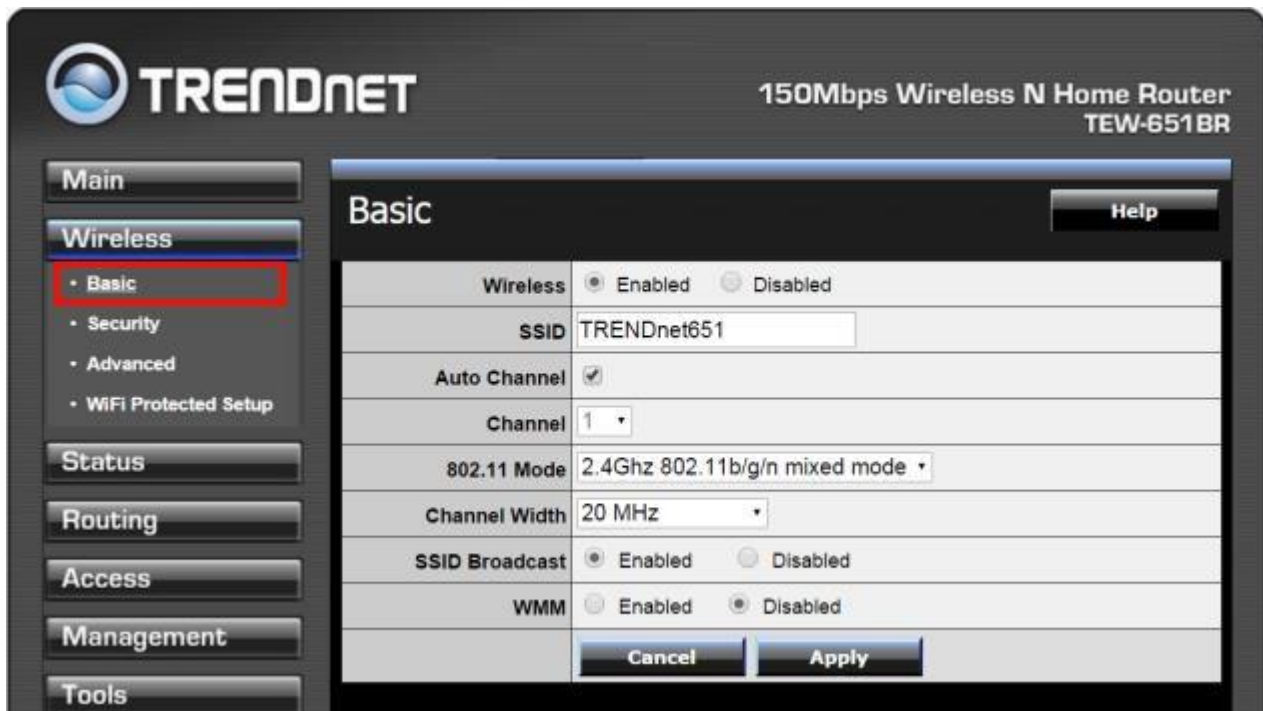 TRENDNET
150Mbps Wireless N Home Router
TEW-651BR
Main
Wireless
• Basic
• Security
• Advanced
• WiFi Protected Setup
Status
Routing
Access
Management
Tools
Basic
Help
Wireless Enabled Disabled
SSID TRENDnet651
Auto Channel
Channel 1
802.11 Mode 2.4Ghz 802.11b/g/n mixed mode
Channel Width 20 MHz
SSID Broadcast Enabled Disabled
WMM Enabled Disabled
Cancel Apply